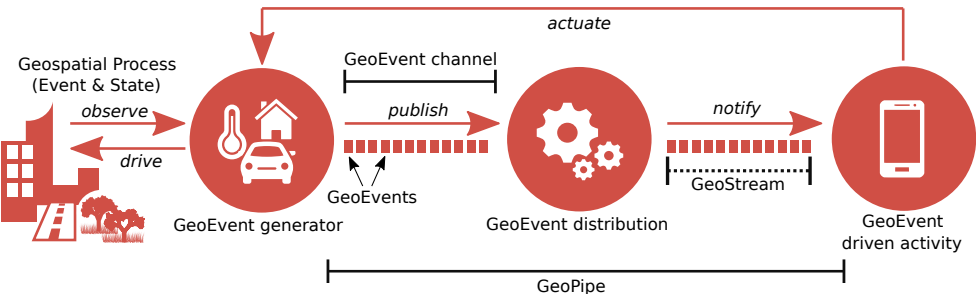 actuate
Geospatial Process
(Event & State)
observe
drive
GeoEvent generator
GeoEvent channel
publish
GeoEvents
GeoEvent distribution
notify
GeoStream
GeoEvent
driven activity
GeoPipe